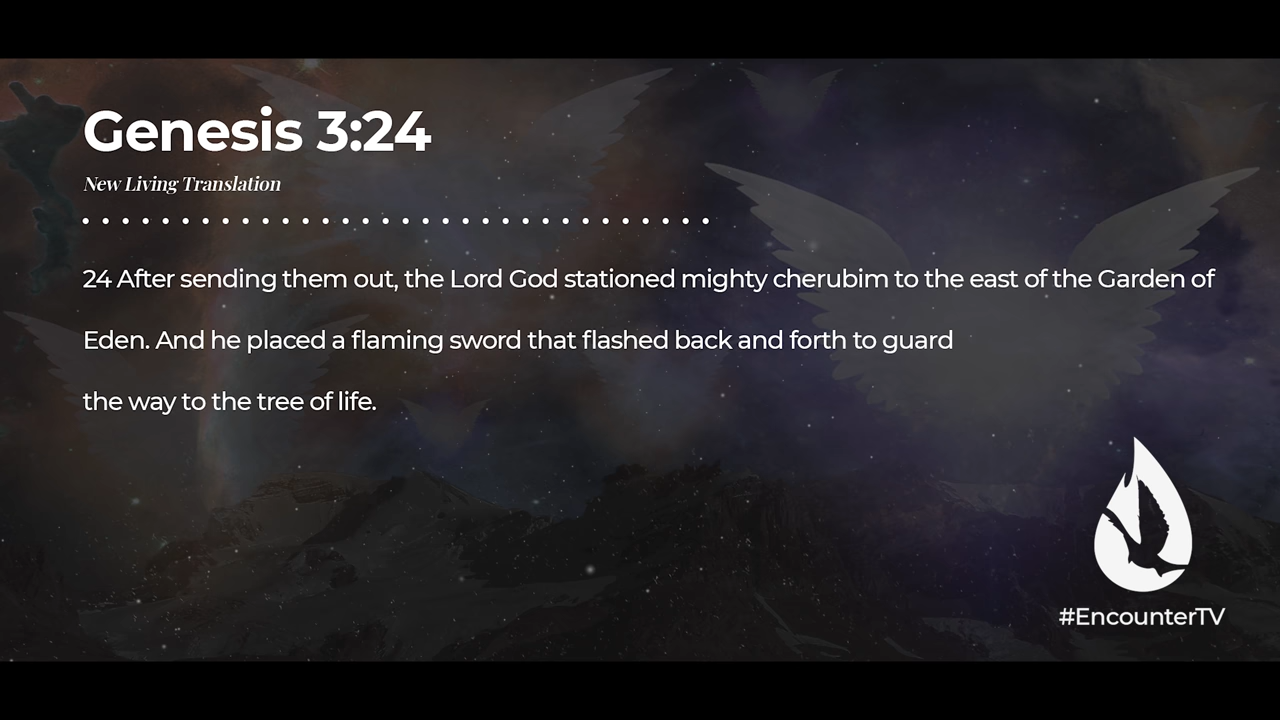 Genesis 3:24
New Living Translation
24 After sending them out, the Lord God stationed mighty cherubim to the east of the Garden of
Eden. And he placed a flaming sword that flashed back and forth to guard
the way to the tree of life.
#EncounterTV